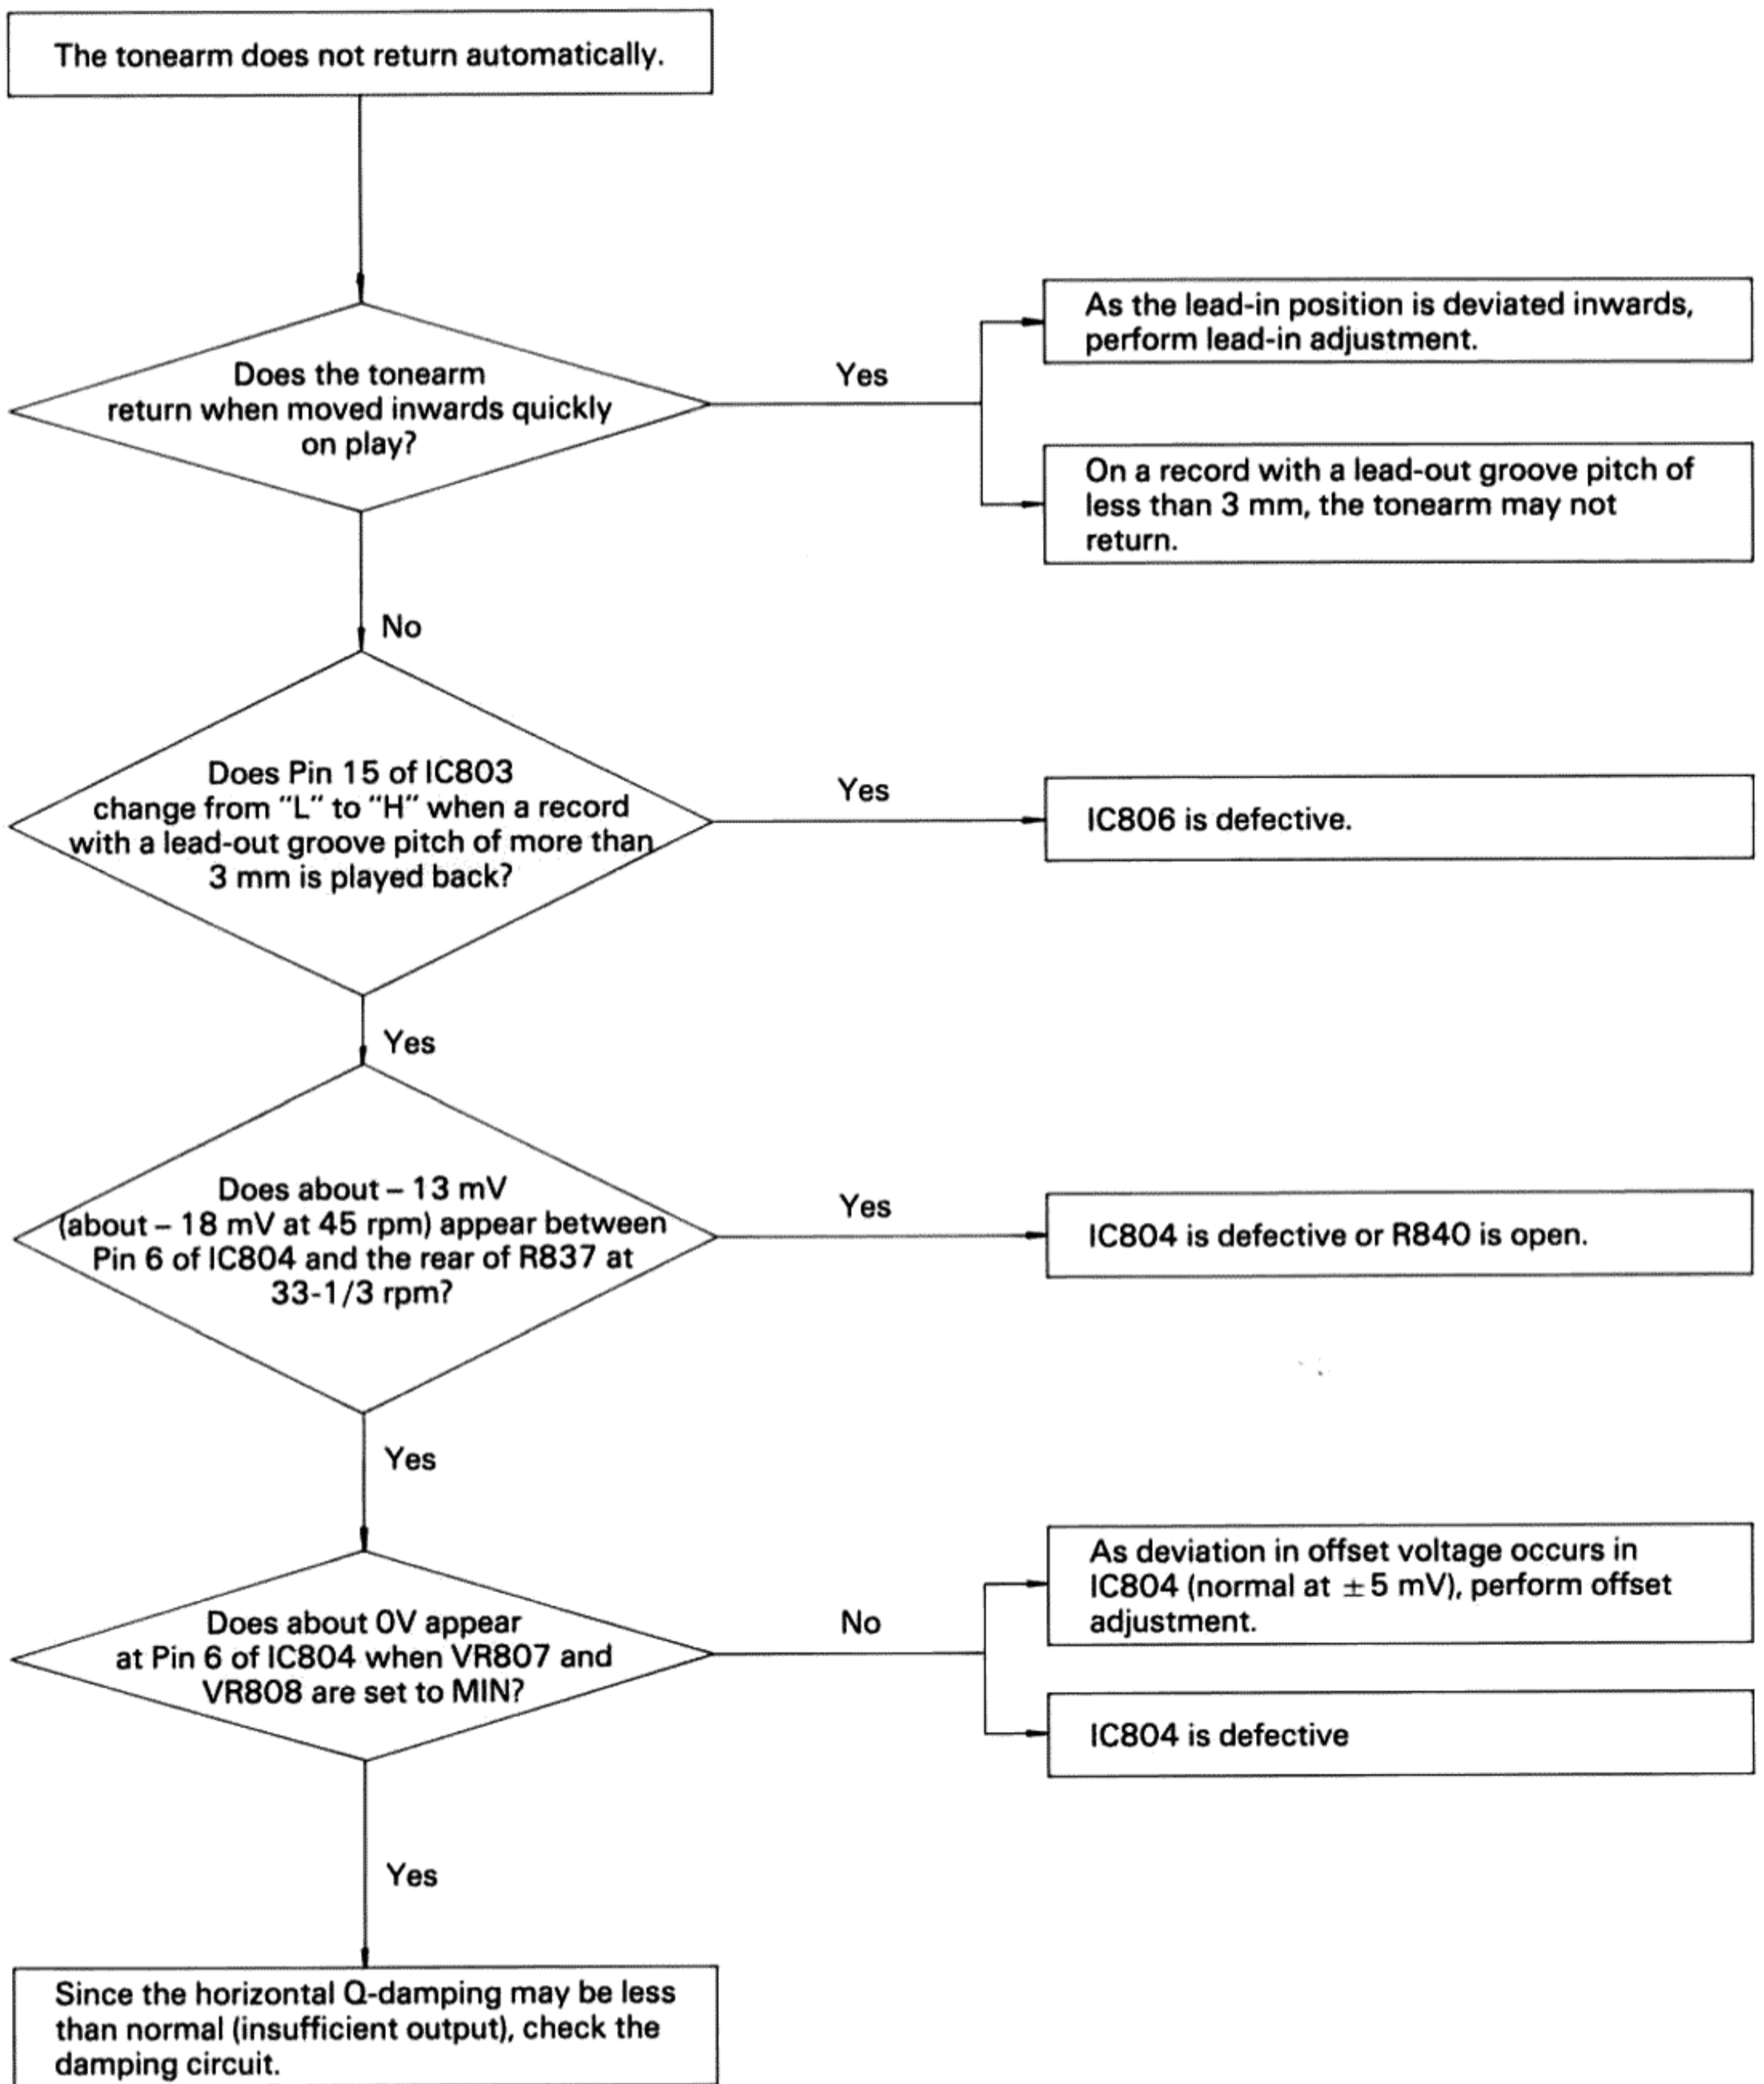 The tonearm does not return automatically.
Does the tonearm
return when moved inwards quickly
on play?
Yes
As the lead-in position is deviated inwards,
perform lead-in adjustment.
On a record with a lead-out groove pitch of
less than 3 mm, the tonearm may not
return.
No
Does Pin 15 of IC803
change from “L” to “H” when a record
with a lead-out groove pitch of more than
3 mm is played back?
Yes
IC806 is defective.
Yes
Does about – 13 mV
(about – 18 mV at 45 rpm) appear between
Pin 6 of IC804 and the rear of R837 at
33-1/3 rpm?
Yes
IC804 is defective or R840 is open.
Yes
Does about 0V appear
at Pin 6 of IC804 when VR807 and
VR808 are set to MIN?
No
As deviation in offset voltage occurs in
IC804 (normal at ± 5 mV), perform offset
adjustment.
IC804 is defective
Yes
Since the horizontal Q-damping may be less
than normal (insufficient output), check the
damping circuit.